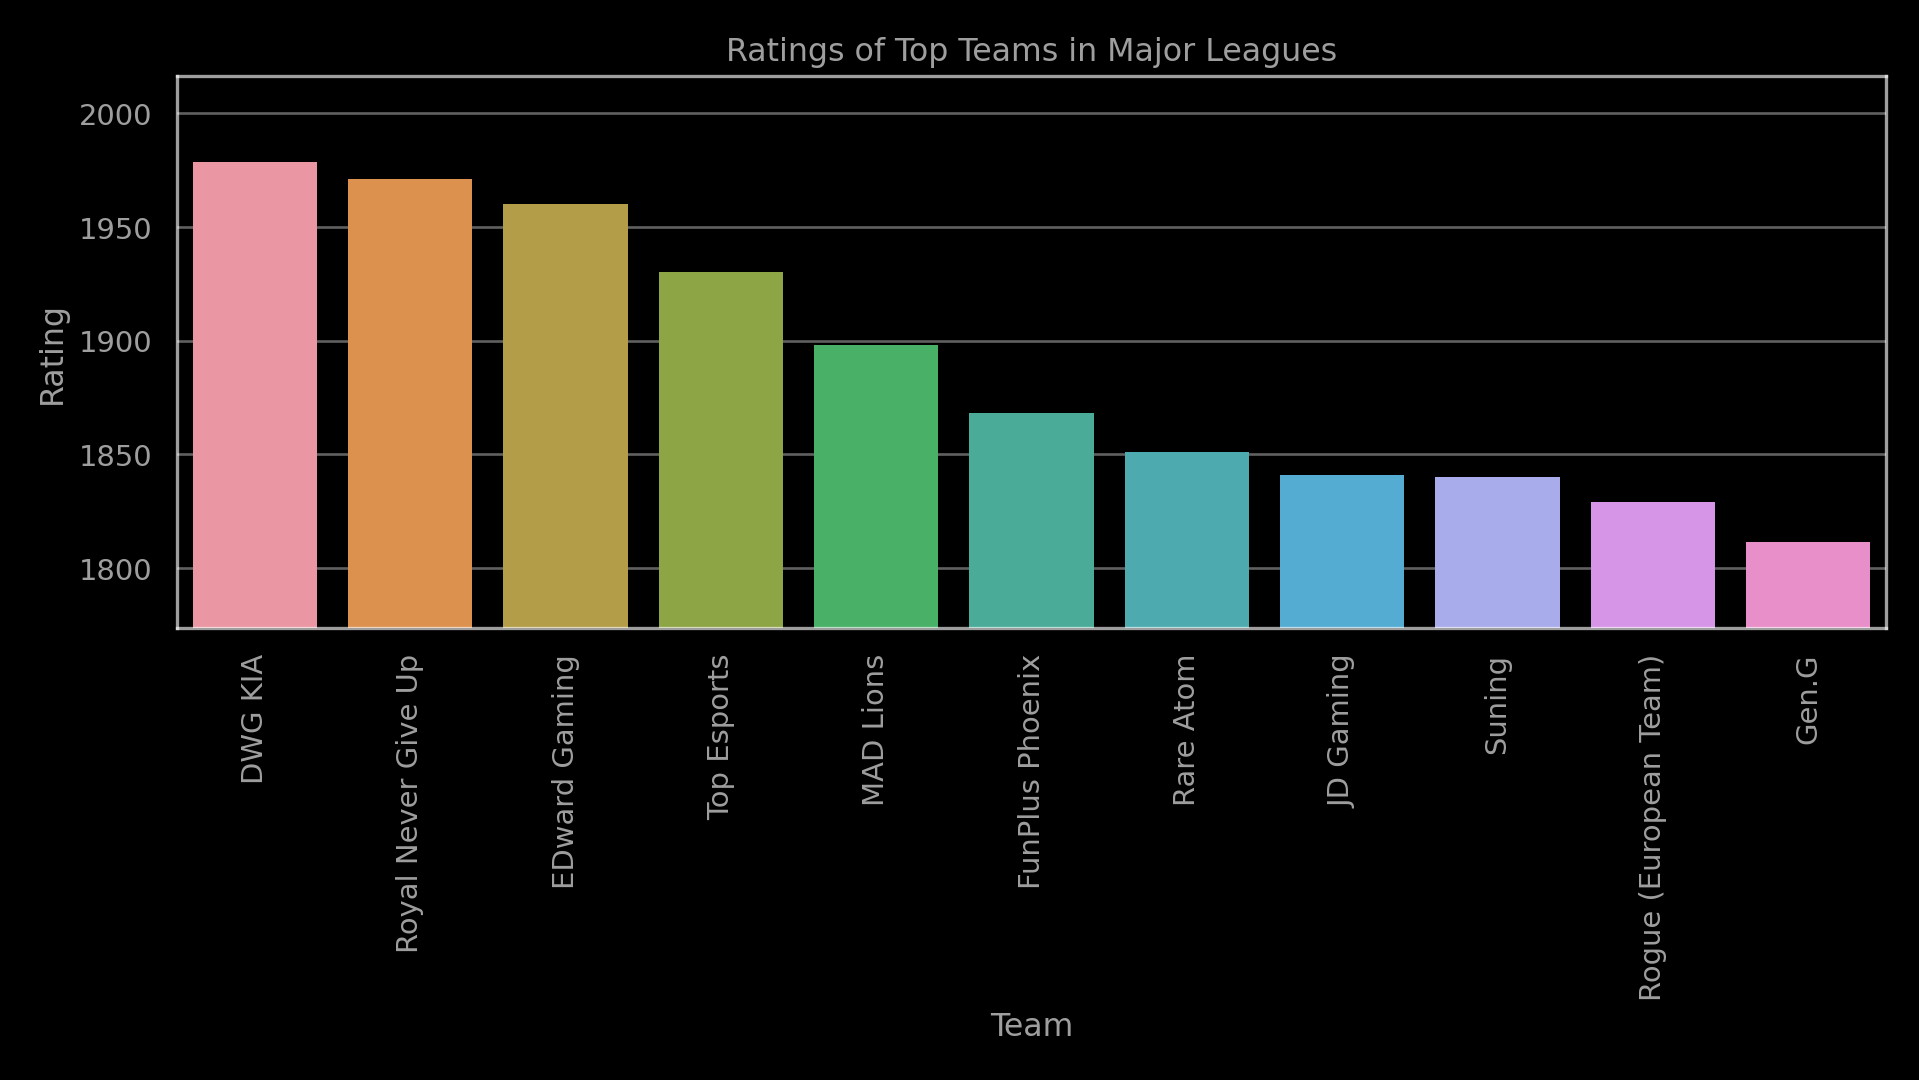 Ratings of Top Teams in Major Leagues
2000
1950
1900
1850
1800
Rating
DWG KIA
Royal Never Give Up
EDward Gaming
Top Esports
MAD Lions
FunPlus Phoenix
Rare Atom
JD Gaming
Suning
Rogue (European Team)
Gen.G
Team